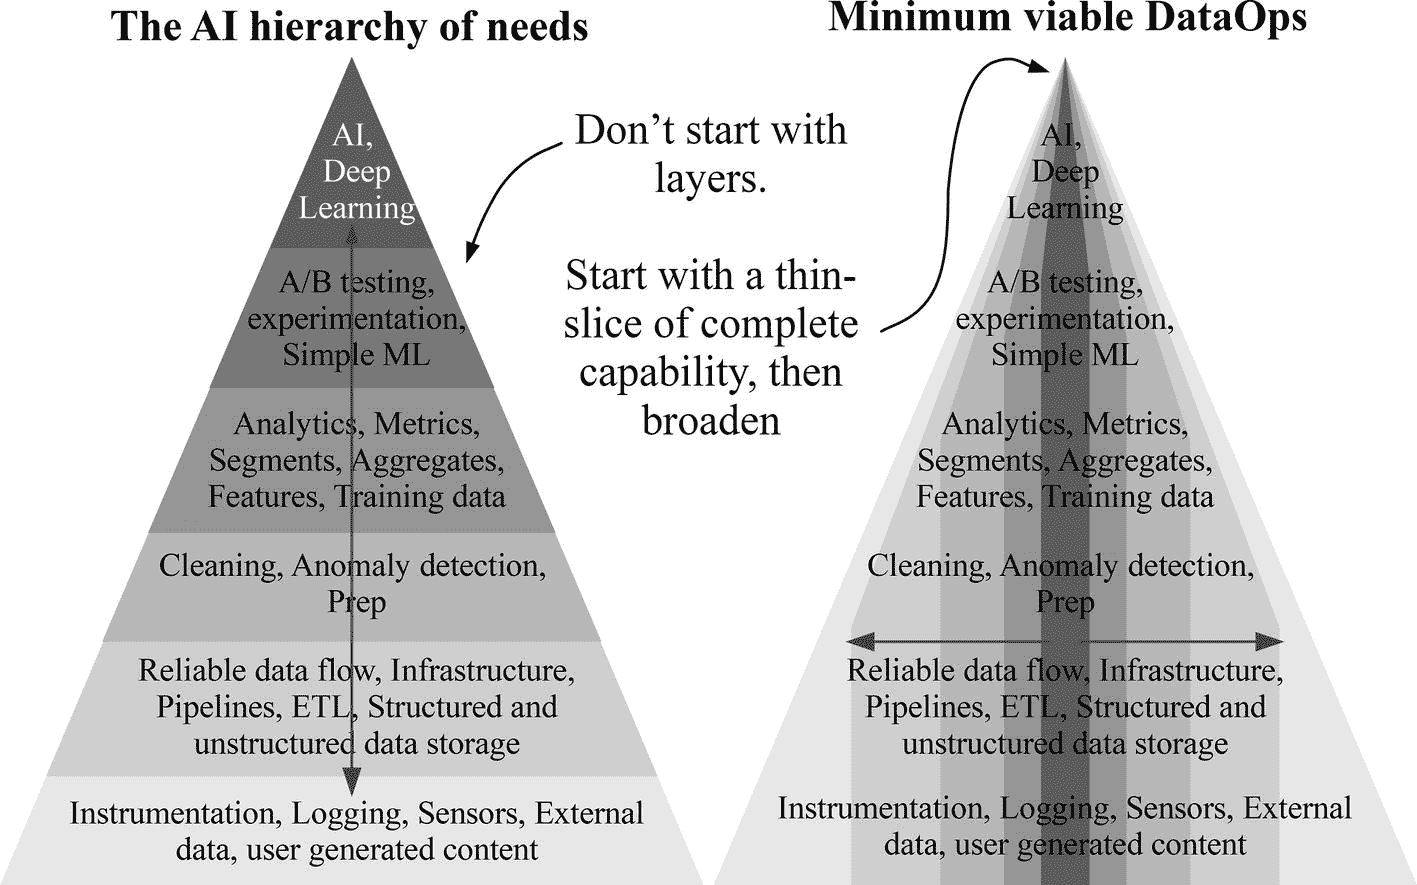 The AI hierarchy of needs
AI,
Deep
Learning
A/B testing,
experimentation,
Simple ML
Analytics, Metrics,
Segments, Aggregates,
Features, Training data
Cleaning, Anomaly detection,
Prep
Reliable data flow, Infrastructure,
Pipelines, ETL, Structured and
unstructured data storage
Instrumentation, Logging, Sensors, External
data, user generated content
Don’t start with
layers.
Start with a thin-
slice of complete
capability, then
broaden
Minimum viable DataOps
AI,
Deep
Learning
A/B testing,
experimentation,
Simple ML
Analytics, Metrics,
Segments, Aggregates,
Features, Training data
Cleaning, Anomaly detection,
Prep
Reliable data flow, Infrastructure,
Pipelines, ETL, Structured and
unstructured data storage
Instrumentation, Logging, Sensors, External
data, user generated content